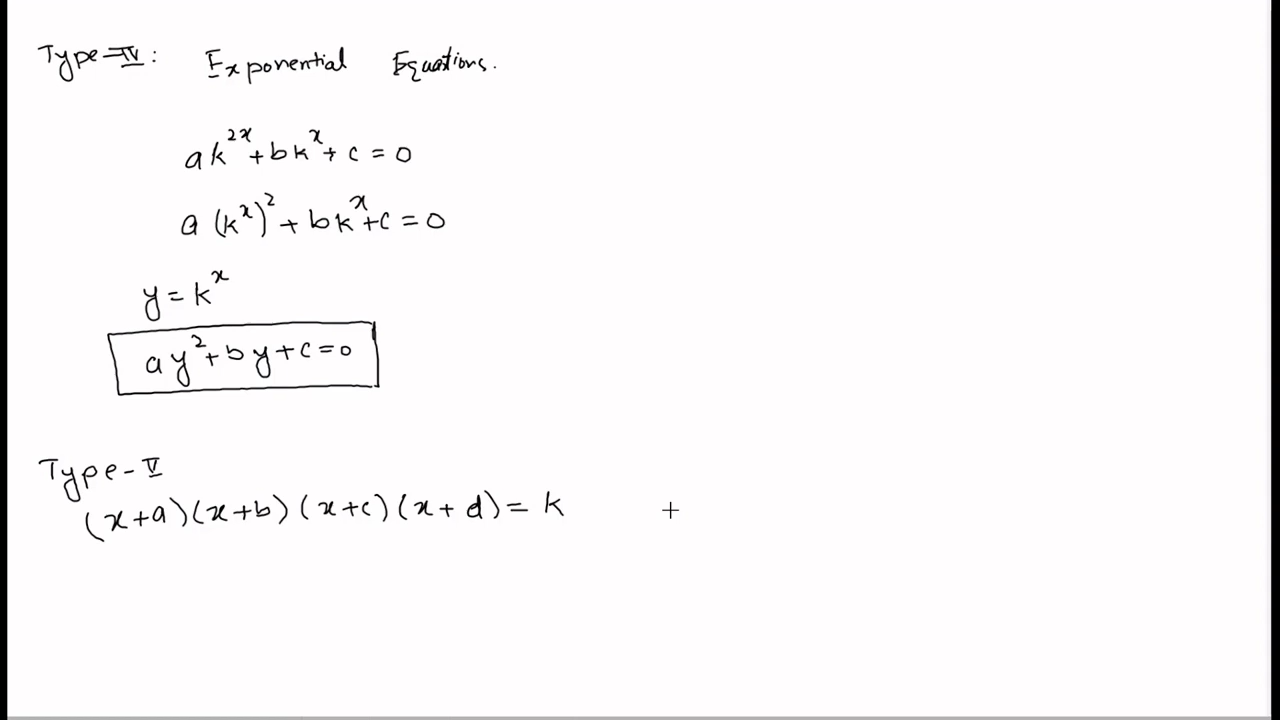 Type-IV: Exponential Equations.
ak^{2x}+bk^{x}+c=0
a(k^{x})^{2}+bk^{x}+c=0
y=k^{x}
ay^{2}+by+c=0
Type-V
(x+a)(x+b)(x+c)(x+d)=k